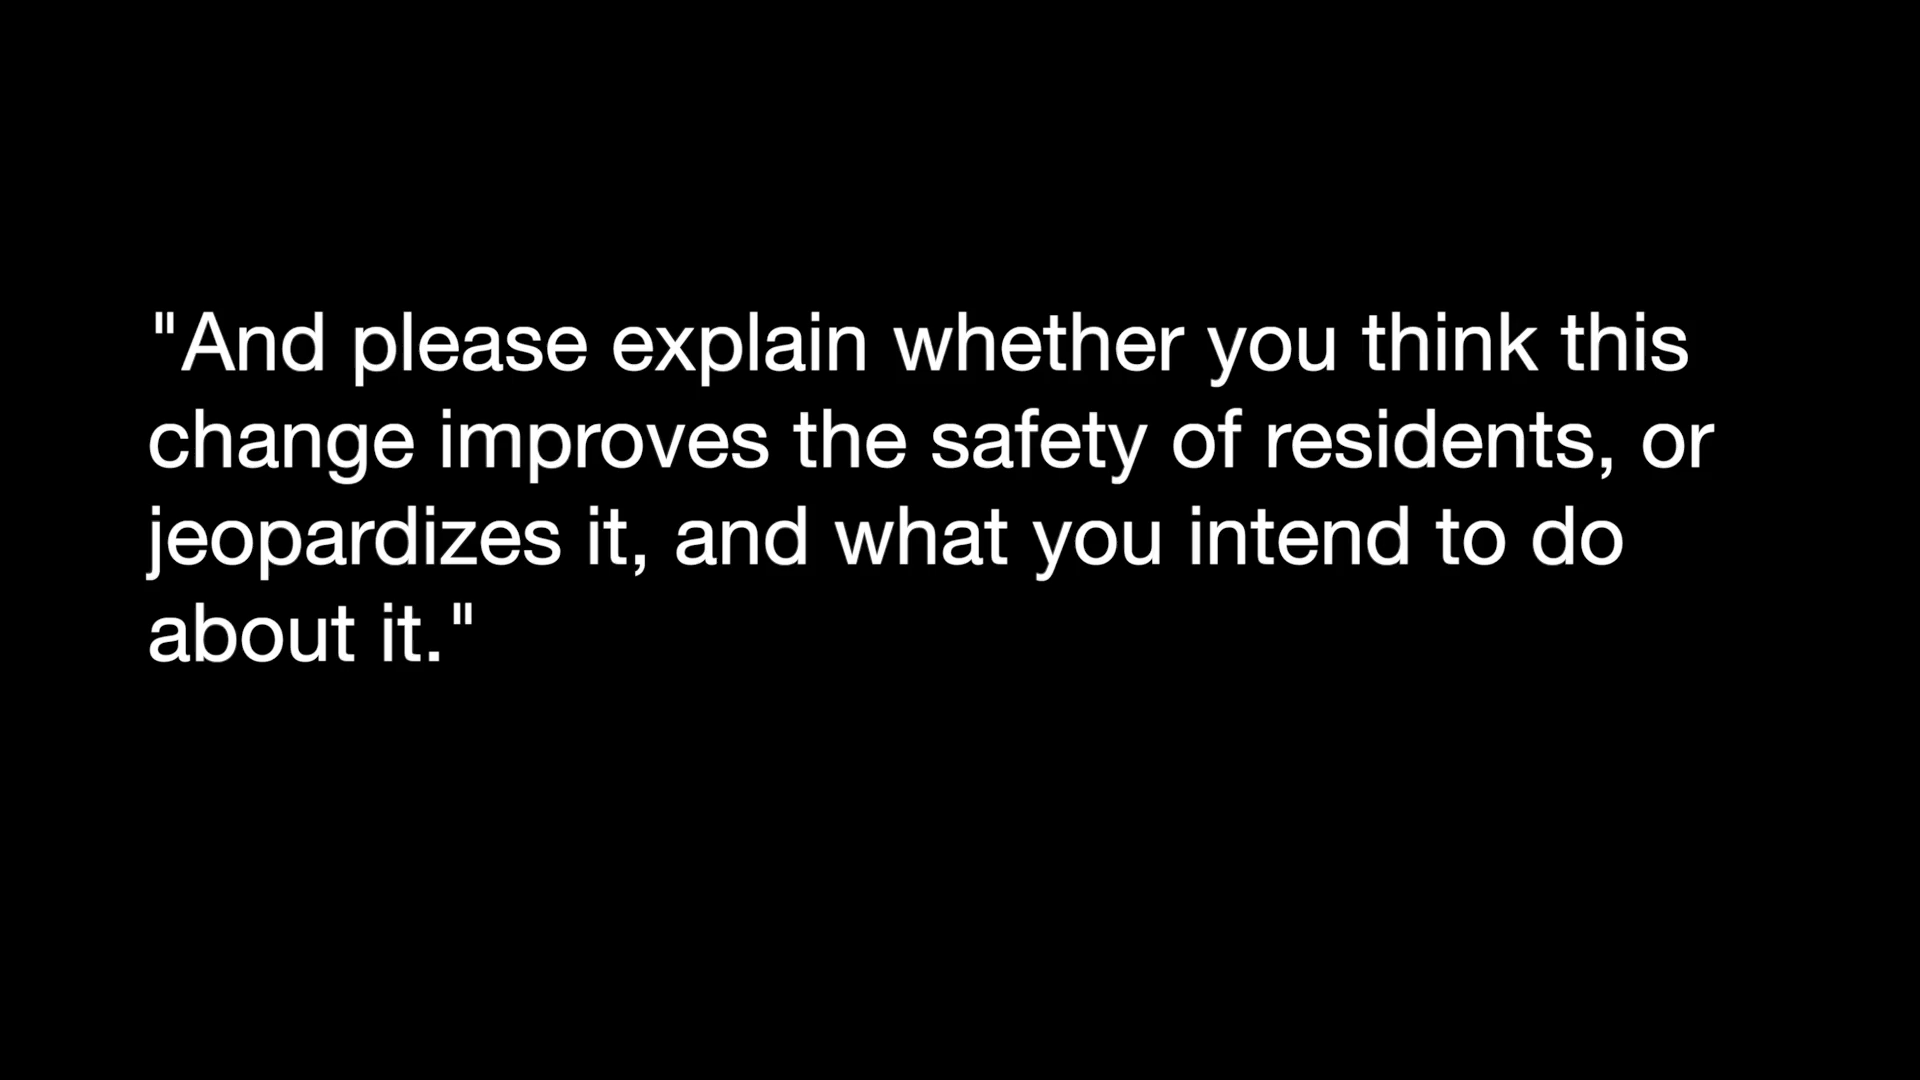 "And please explain whether you think this
change improves the safety of residents, or
jeopardizes it, and what you intend to do
about it."